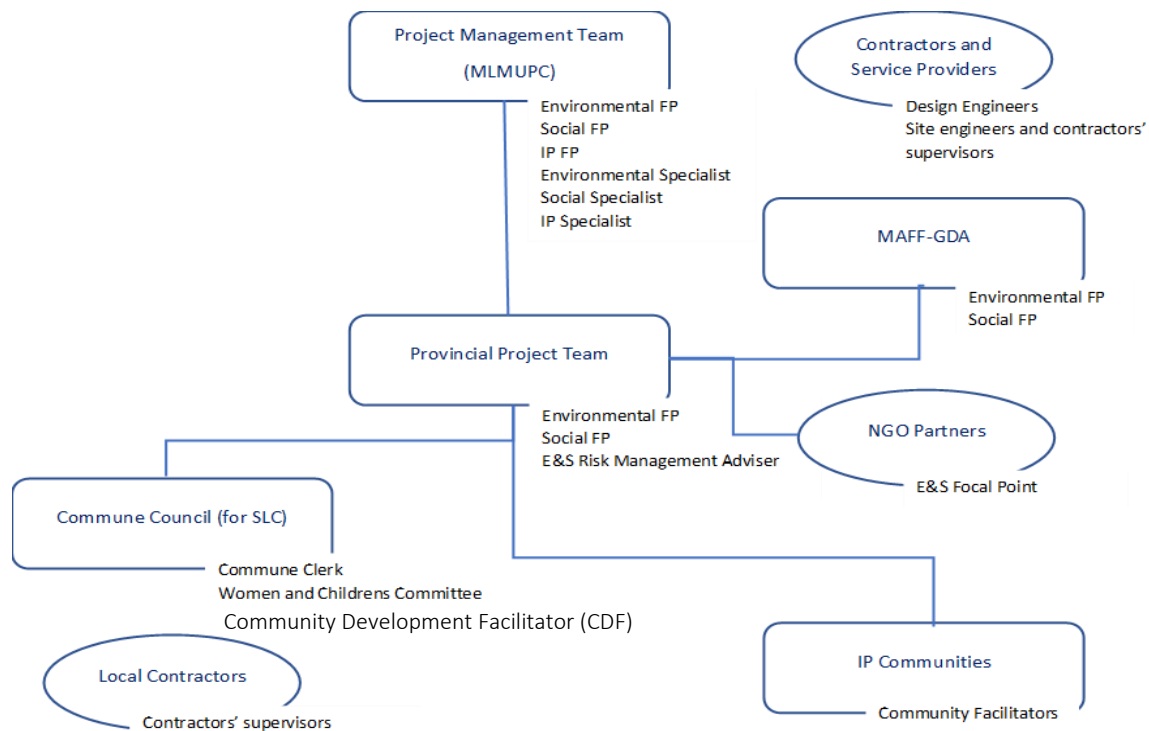 Project Management Team
(MLMUPC)
Environmental FP
Social FP
IP FP
Environmental Specialist
Social Specialist
IP Specialist
Contractors and
Service Providers
Design Engineers
Site engineers and contractors’
supervisors
MAFF-GDA
Environmental FP
Social FP
Provincial Project Team
Environmental FP
Social FP
E&S Risk Management Adviser
NGO Partners
E&S Focal Point
Commune Council (for SLC)
Commune Clerk
Women and Childrens Committee
Community Development Facilitator (CDF)
Local Contractors
Contractors’ supervisors
IP Communities
Community Facilitators